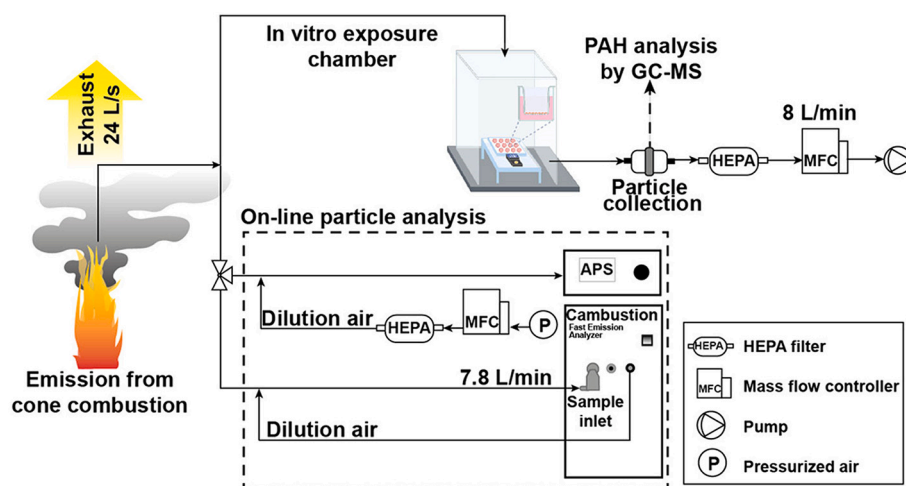 Exhaust
24 L/s
In vitro exposure
chamber
PAH analysis
by GC-MS
8 L/min
HEPA
MFC
Particle
collection
On-line particle analysis
APS
Dilution air
HEPA
MFC
P
Cambustion
Fast Emission
Analyzer
7.8 L/min
Sample
inlet
Dilution air
Emission from
cone combustion
HEPA
HEPA filter
MFC
Mass flow controller
Pump
P
Pressurized air